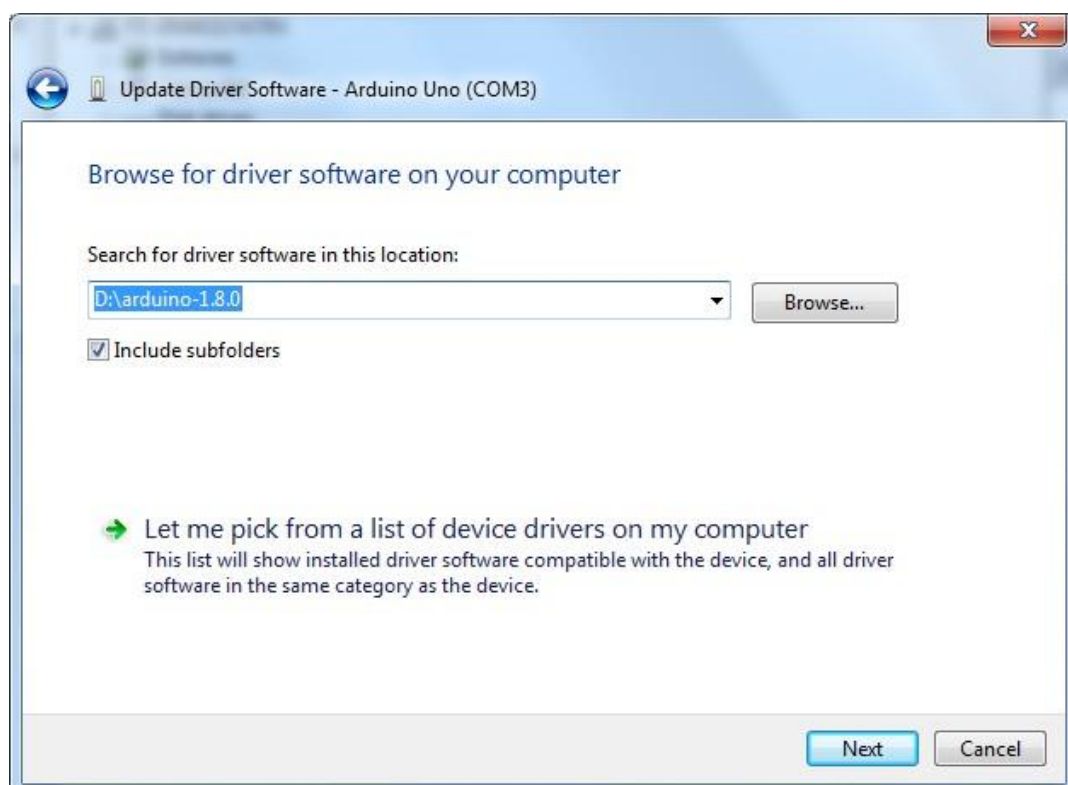 Update Driver Software - Arduino Uno (COM3)
Browse for driver software on your computer
Search for driver software in this location:
D:\arduino-1.8.0
Browse...
Include subfolders
Let me pick from a list of device drivers on my computer
This list will show installed driver software compatible with the device, and all driver
software in the same category as the device.
Next
Cancel